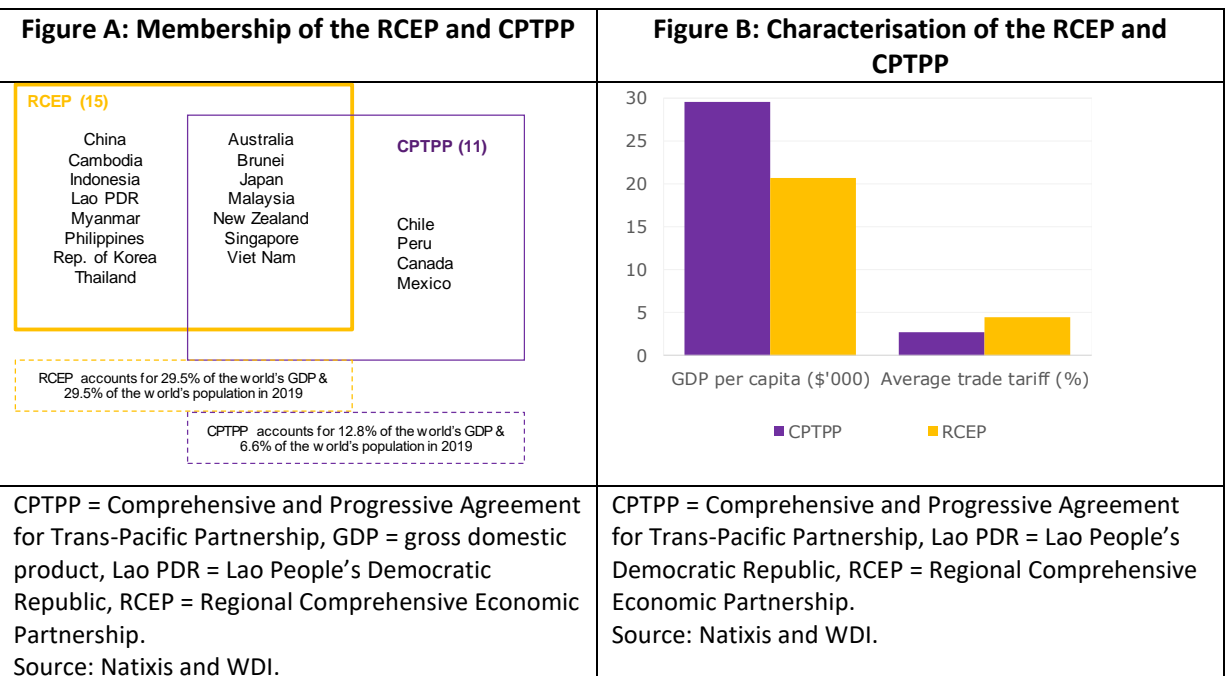 Figure A: Membership of the RCEP and CPTPP
RCEP (15)
China
Cambodia
Indonesia
Lao PDR
Myanmar
Philippines
Rep. of Korea
Thailand
Australia
Brunei
Japan
Malaysia
New Zealand
Singapore
Viet Nam
CPTPP (11)
Chile
Peru
Canada
Mexico
RCEP accounts for 29.5% of the world's GDP &
29.5% of the world's population in 2019
CPTPP accounts for 12.8% of the world's GDP &
6.6% of the world's population in 2019
CPTPP = Comprehensive and Progressive Agreement
for Trans-Pacific Partnership, GDP = gross domestic
product, Lao PDR = Lao People's Democratic
Republic, RCEP = Regional Comprehensive Economic
Partnership.
Source: Natixis and WDI.
Figure B: Characterisation of the RCEP and
CPTPP
30
25
20
15
10
5
0
GDP per capita ($'000) Average trade tariff (%)
CPTPP RCEP
CPTPP = Comprehensive and Progressive Agreement
for Trans-Pacific Partnership, Lao PDR = Lao People's
Democratic Republic, RCEP = Regional Comprehensive
Economic Partnership.
Source: Natixis and WDI.